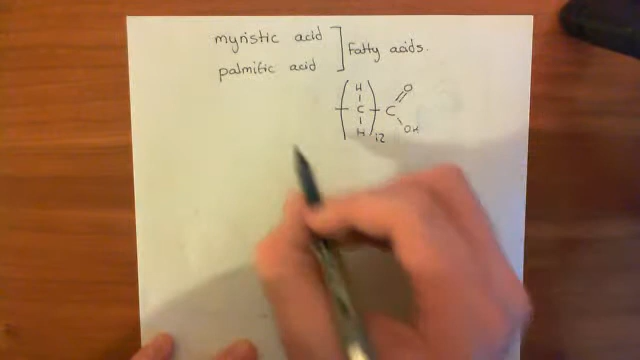 myristic acid
palmitic acid
Fatty acids.
H
O
C
C
H
OH
12